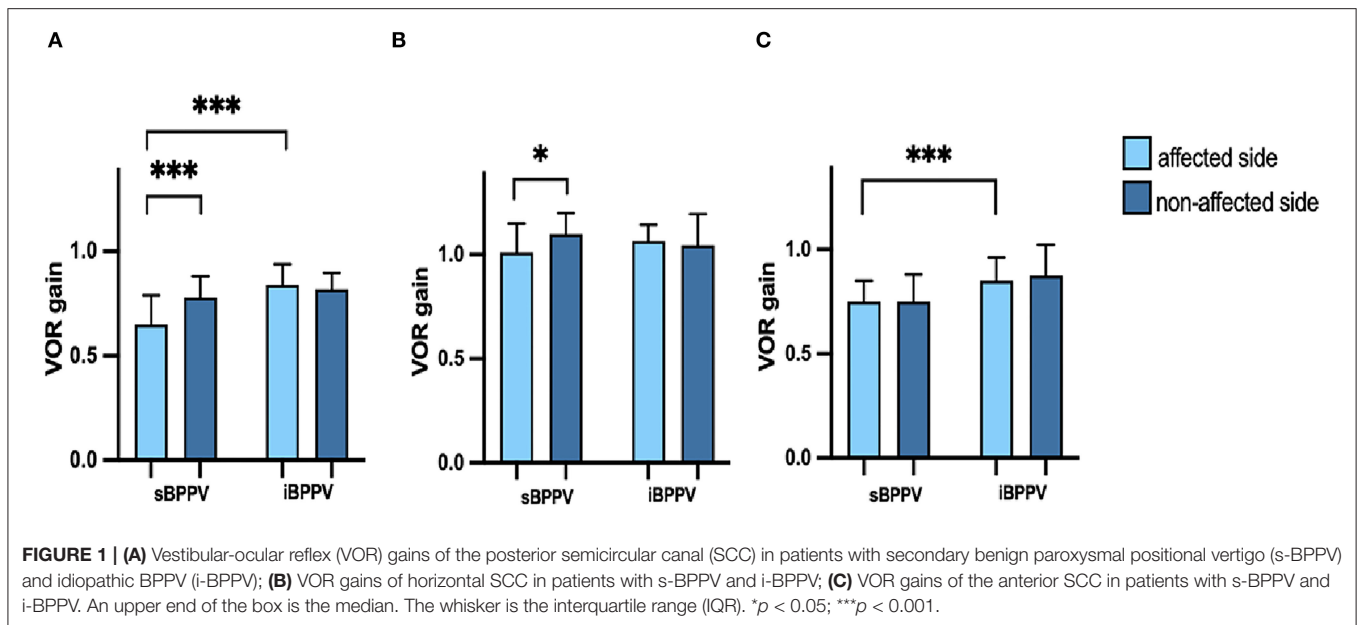 A
B
C
***
***
*
***
affected side
non-affected side
VOR gain
1.0
0.5
0.0
sBPPV
iBPPV
VOR gain
1.0
0.5
0.0
sBPPV
iBPPV
VOR gain
1.0
0.5
0.0
sBPPV
iBPPV
FIGURE 1 | (A) Vestibular-ocular reflex (VOR) gains of the posterior semicircular canal (SCC) in patients with secondary benign paroxysmal positional vertigo (s-BPPV)
and idiopathic BPPV (i-BPPV); (B) VOR gains of horizontal SCC in patients with s-BPPV and i-BPPV; (C) VOR gains of the anterior SCC in patients with s-BPPV and
i-BPPV. An upper end of the box is the median. The whisker is the interquartile range (IQR). *p < 0.05; ***p < 0.001.